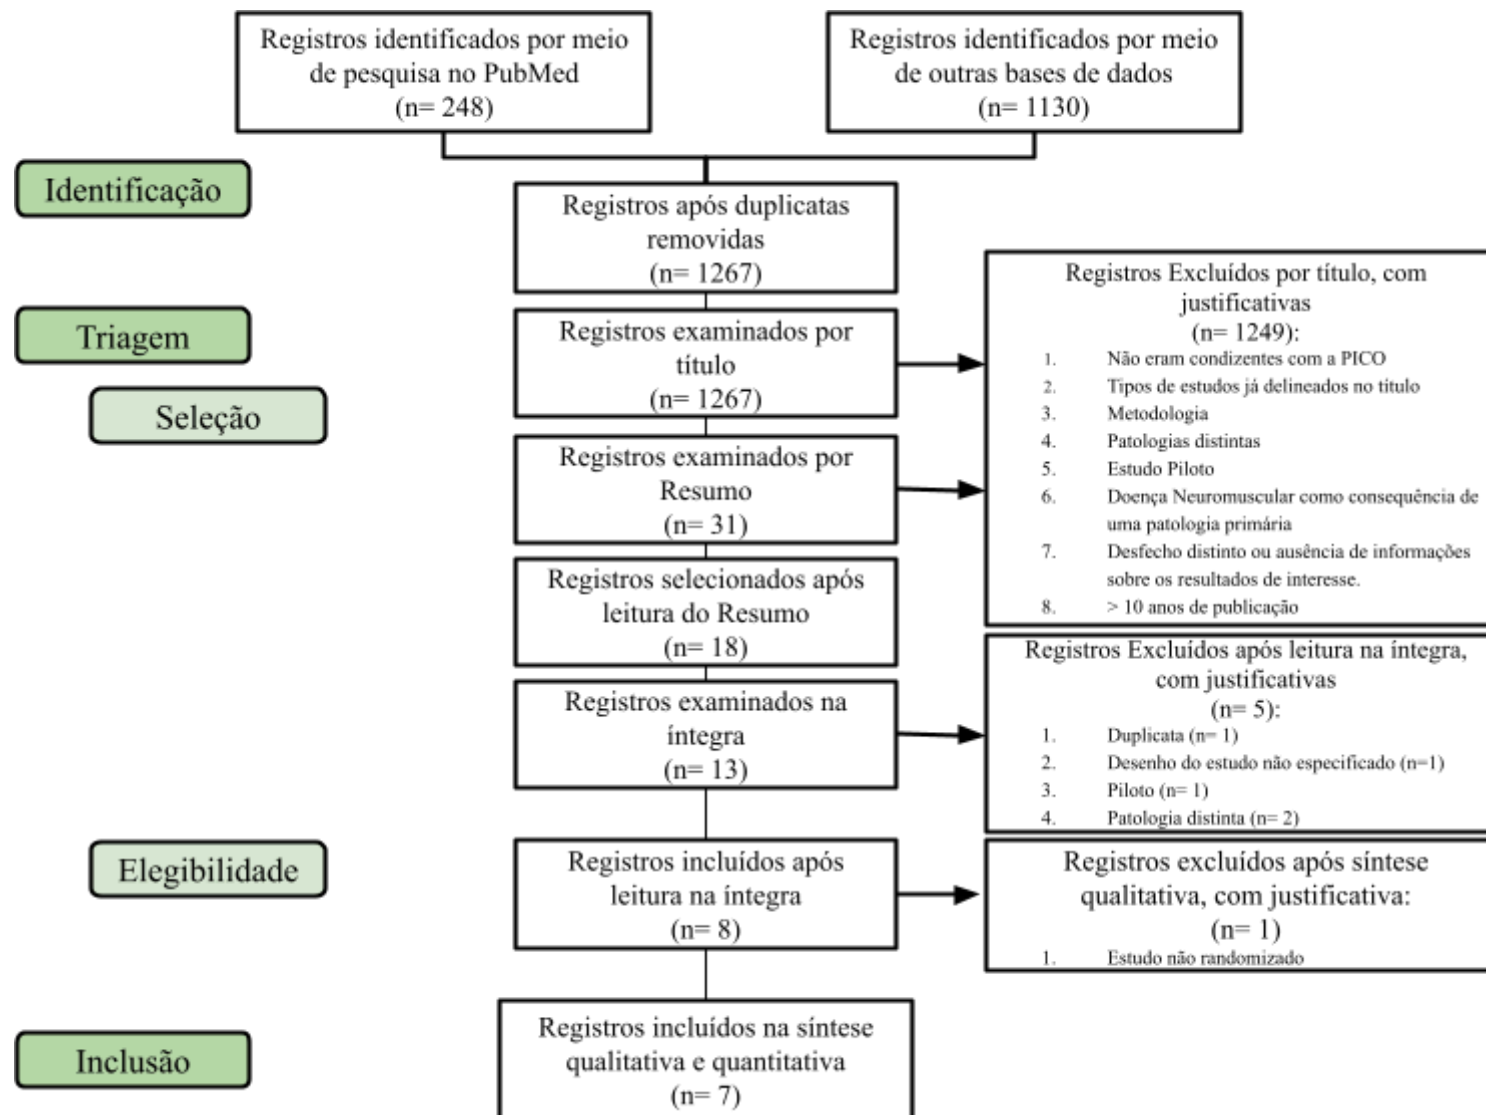 Registros identificados por meio
de pesquisa no PubMed
(n= 248)
Registros identificados por meio
de outras bases de dados
(n= 1130)
Identificação
Registros após duplicatas
removidas
(n= 1267)
Triagem
Registros examinados por
título
(n= 1267)
Registros Excluídos por título, com
justificativas
(n= 1249):
1. Não eram condizentes com a PICO
2. Tipos de estudos já delineados no título
3. Metodologia
4. Patologias distintas
5. Estudo Piloto
6. Doença Neuromuscular como consequência de
uma patologia primária
7. Desfecho distinto ou ausência de informações
sobre os resultados de interesse.
8. > 10 anos de publicação
Seleção
Registros examinados por
Resumo
(n= 31)
Registros selecionados após
leitura do Resumo
(n= 18)
Registros examinados na
íntegra
(n= 13)
Registros Excluídos após leitura na íntegra,
com justificativas
(n= 5):
1. Duplicata (n= 1)
2. Desenho do estudo não especificado (n=1)
3. Piloto (n= 1)
4. Patologia distinta (n= 2)
Elegibilidade
Registros incluídos após
leitura na íntegra
(n= 8)
Registros excluídos após síntese
qualitativa, com justificativa:
(n= 1)
1. Estudo não randomizado
Inclusão
Registros incluídos na síntese
qualitativa e quantitativa
(n= 7)